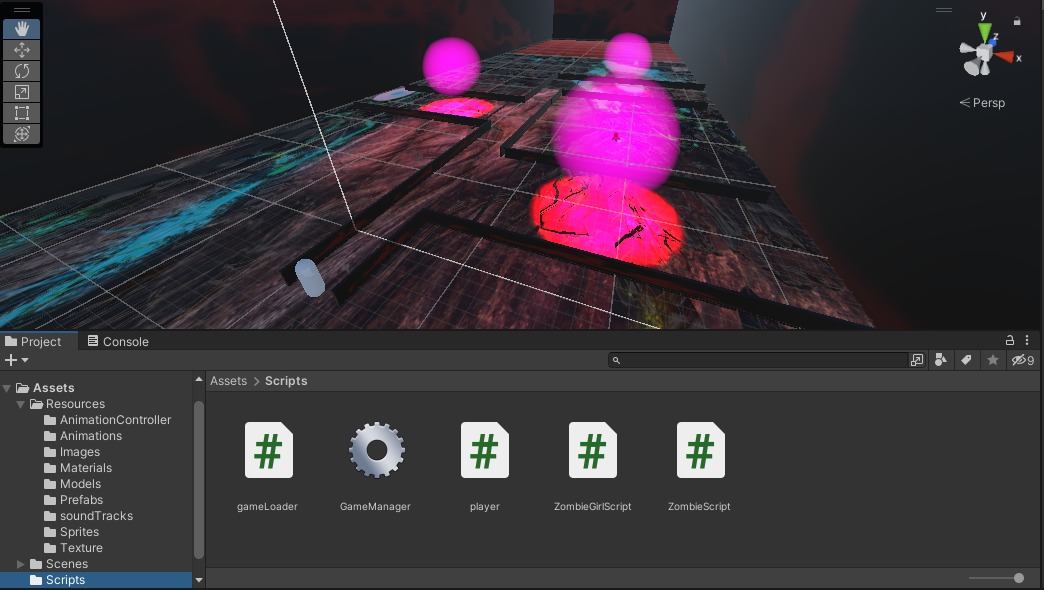 y
z
x
Persp
Project
Console
9
Assets > Scripts
Assets
Resources
AnimationController
Animations
Images
Materials
Models
Prefabs
soundTracks
Sprites
Texture
Scenes
Scripts
# # # #
gameLoader GameManager player ZombieGirlScript ZombieScript